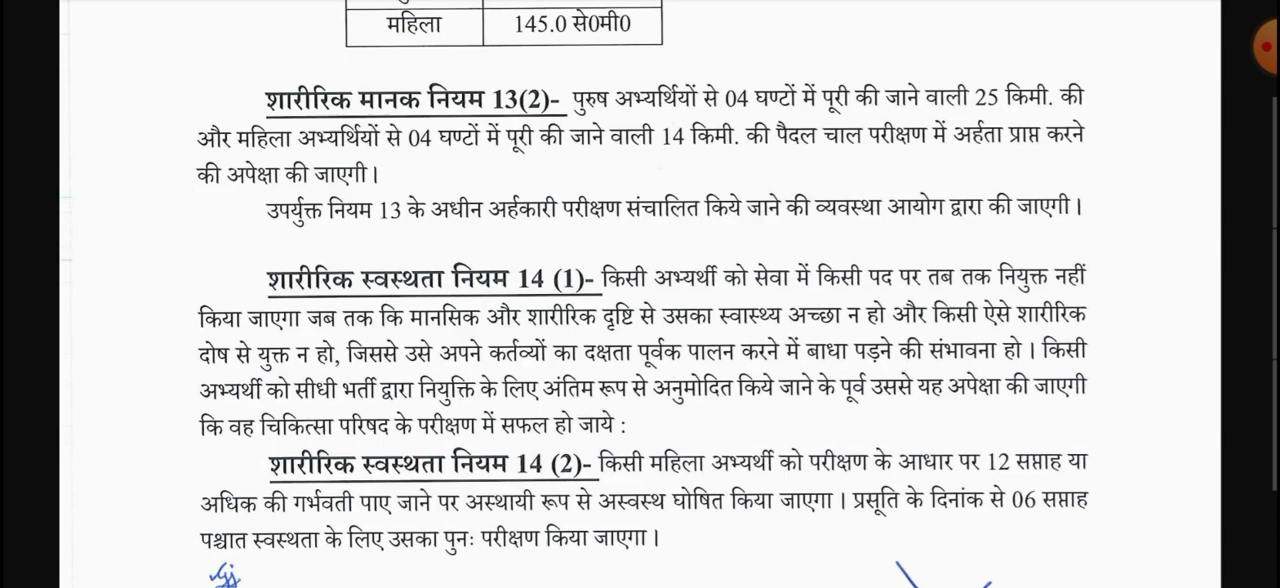 महिला 145.0 से0मी0
शारीरिक मानक नियम 13(2)- पुरुष अभ्यर्थियों से 04 घण्टों में पूरी की जाने वाली 25 किमी. की
और महिला अभ्यर्थियों से 04 घण्टों में पूरी की जाने वाली 14 किमी. की पैदल चाल परीक्षण में अर्हता प्राप्त करने
की अपेक्षा की जाएगी।
उपर्युक्त नियम 13 के अधीन अर्हकारी परीक्षण संचालित किये जाने की व्यवस्था आयोग द्वारा की जाएगी।
शारीरिक स्वस्थता नियम 14 (1)- किसी अभ्यर्थी को सेवा में किसी पद पर तब तक नियुक्त नहीं
किया जाएगा जब तक कि मानसिक और शारीरिक दृष्टि से उसका स्वास्थ्य अच्छा न हो और किसी ऐसे शारीरिक
दोष से युक्त न हो, जिससे उसे अपने कर्तव्यों का दक्षता पूर्वक पालन करने में बाधा पड़ने की संभावना हो। किसी
अभ्यर्थी को सीधी भर्ती द्वारा नियुक्ति के लिए अंतिम रूप से अनुमोदित किये जाने के पूर्व उससे यह अपेक्षा की जाएगी
कि वह चिकित्सा परिषद के परीक्षण में सफल हो जाये :
शारीरिक स्वस्थता नियम 14 (2)- किसी महिला अभ्यर्थी को परीक्षण के आधार पर 12 सप्ताह या
अधिक की गर्भवती पाए जाने पर अस्थायी रूप से अस्वस्थ घोषित किया जाएगा। प्रसूति के दिनांक से 06 सप्ताह
पश्चात स्वस्थता के लिए उसका पुनः परीक्षण किया जाएगा।